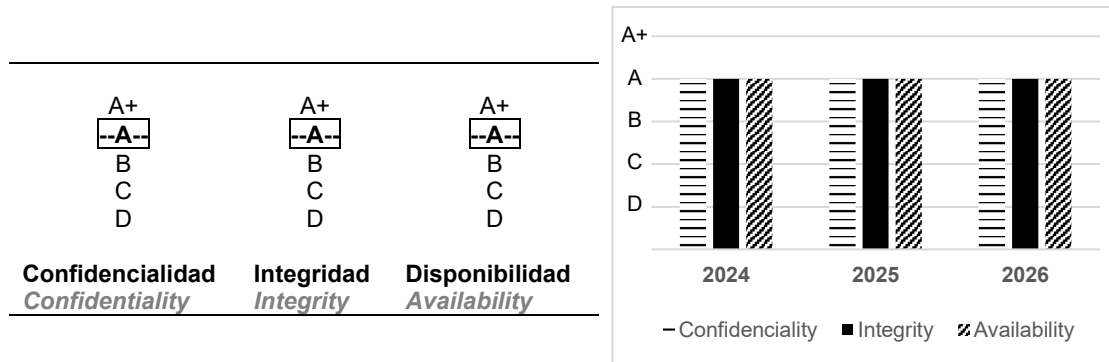 A+ A+ A+
--A-- --A-- --A--
B B B
C C C
D D D
Confidencialidad Integridad Disponibilidad
Confidentiality Integrity Availability
A+
A
B
C
D
2024 2025 2026
Confidenciality Integrity Availability